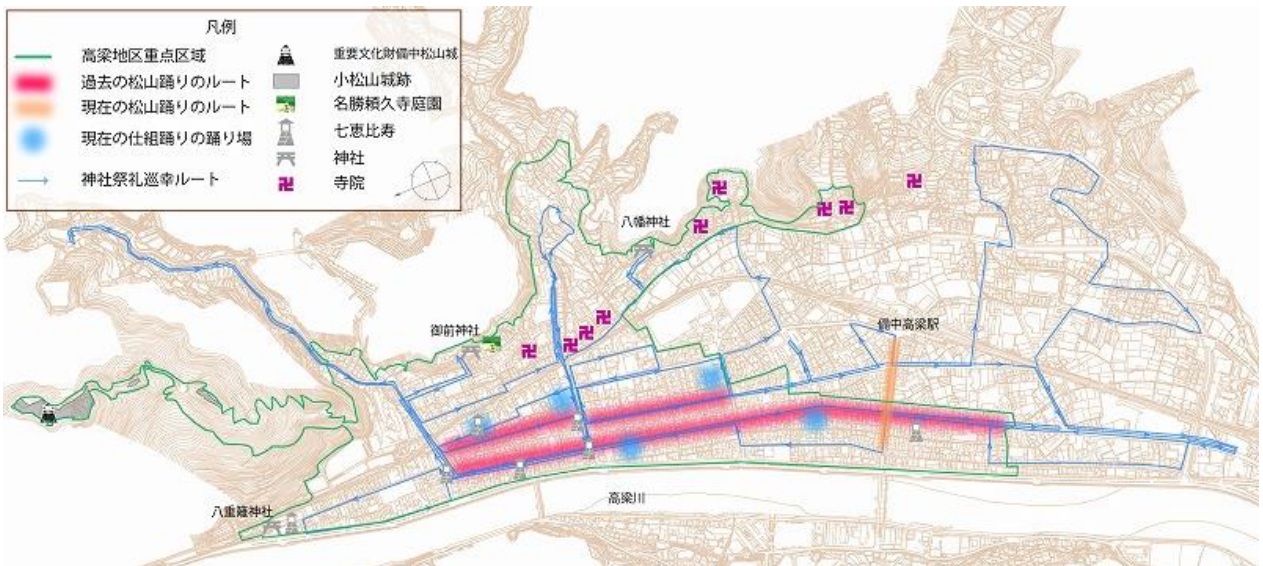 凡例
高梁地区重点区域
過去の松山踊りのルート
現在の松山踊りのルート
現在の仕組踊りの踊り場
神社祭礼巡幸ルート
重要文化財備中松山城
小松山城跡
名勝頼久寺庭園
七恵比寿
神社
寺院
八幡神社
御前神社
備中高梁駅
八重籬神社
高梁川